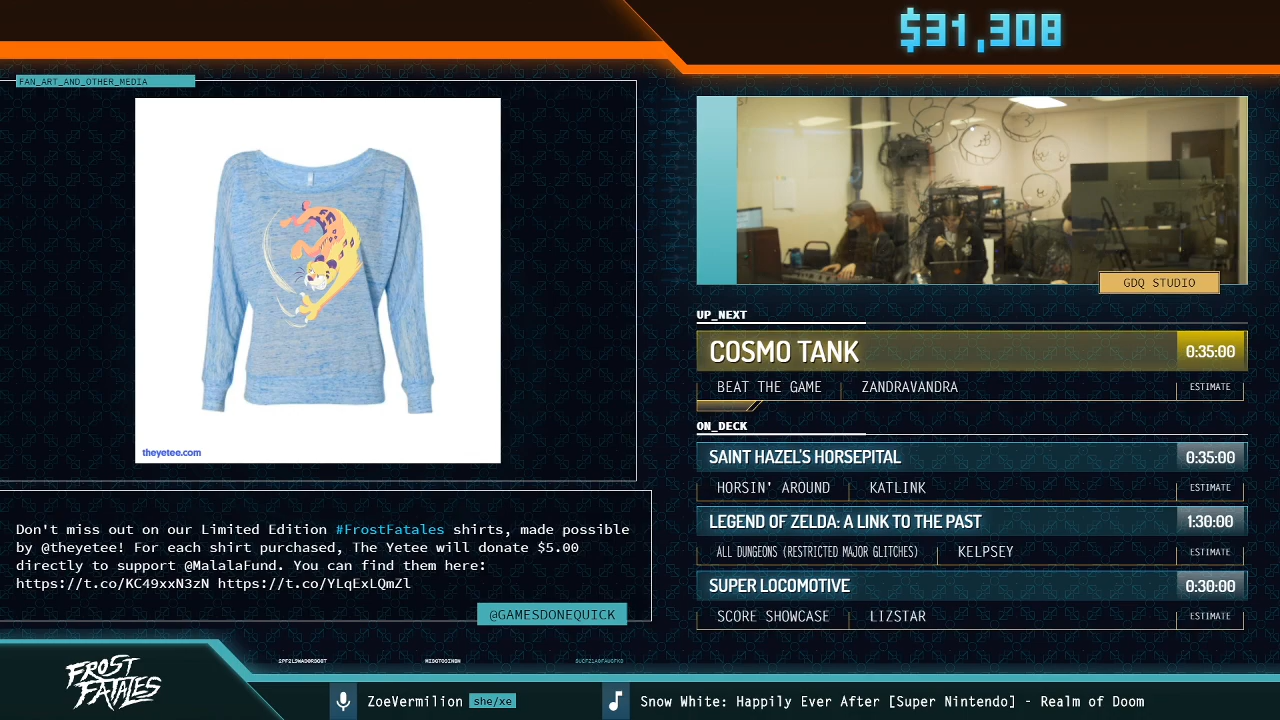 $31,308
FAN_ART_AND_OTHER_MEDIA
theyetee.com
GDQ STUDIO
UP_NEXT
COSMO TANK
0:35:00
BEAT THE GAME
ZANDRAVANDRA
ESTIMATE
ON_DECK
SAINT HAZEL'S HORSEPITAL
0:35:00
HORSIN' AROUND
KATLINK
ESTIMATE
LEGEND OF ZELDA: A LINK TO THE PAST
1:30:00
ALL DUNGEONS (RESTRICTED MAJOR GLITCHES)
KELPSEY
ESTIMATE
SUPER LOCOMOTIVE
0:30:00
SCORE SHOWCASE
LIZSTAR
ESTIMATE
Don't miss out on our Limited Edition #FrostFatales shirts, made possible
by @theyetee! For each shirt purchased, The Yetee will donate $5.00
directly to support @MalalaFund. You can find them here:
https://t.co/KC49xxN3zN https://t.co/YLqExLQmZl
@GAMESDONEQUICK
FROST
FATALES
ZoeVermilion she/xe
Snow White: Happily Ever After [Super Nintendo] - Realm of Doom